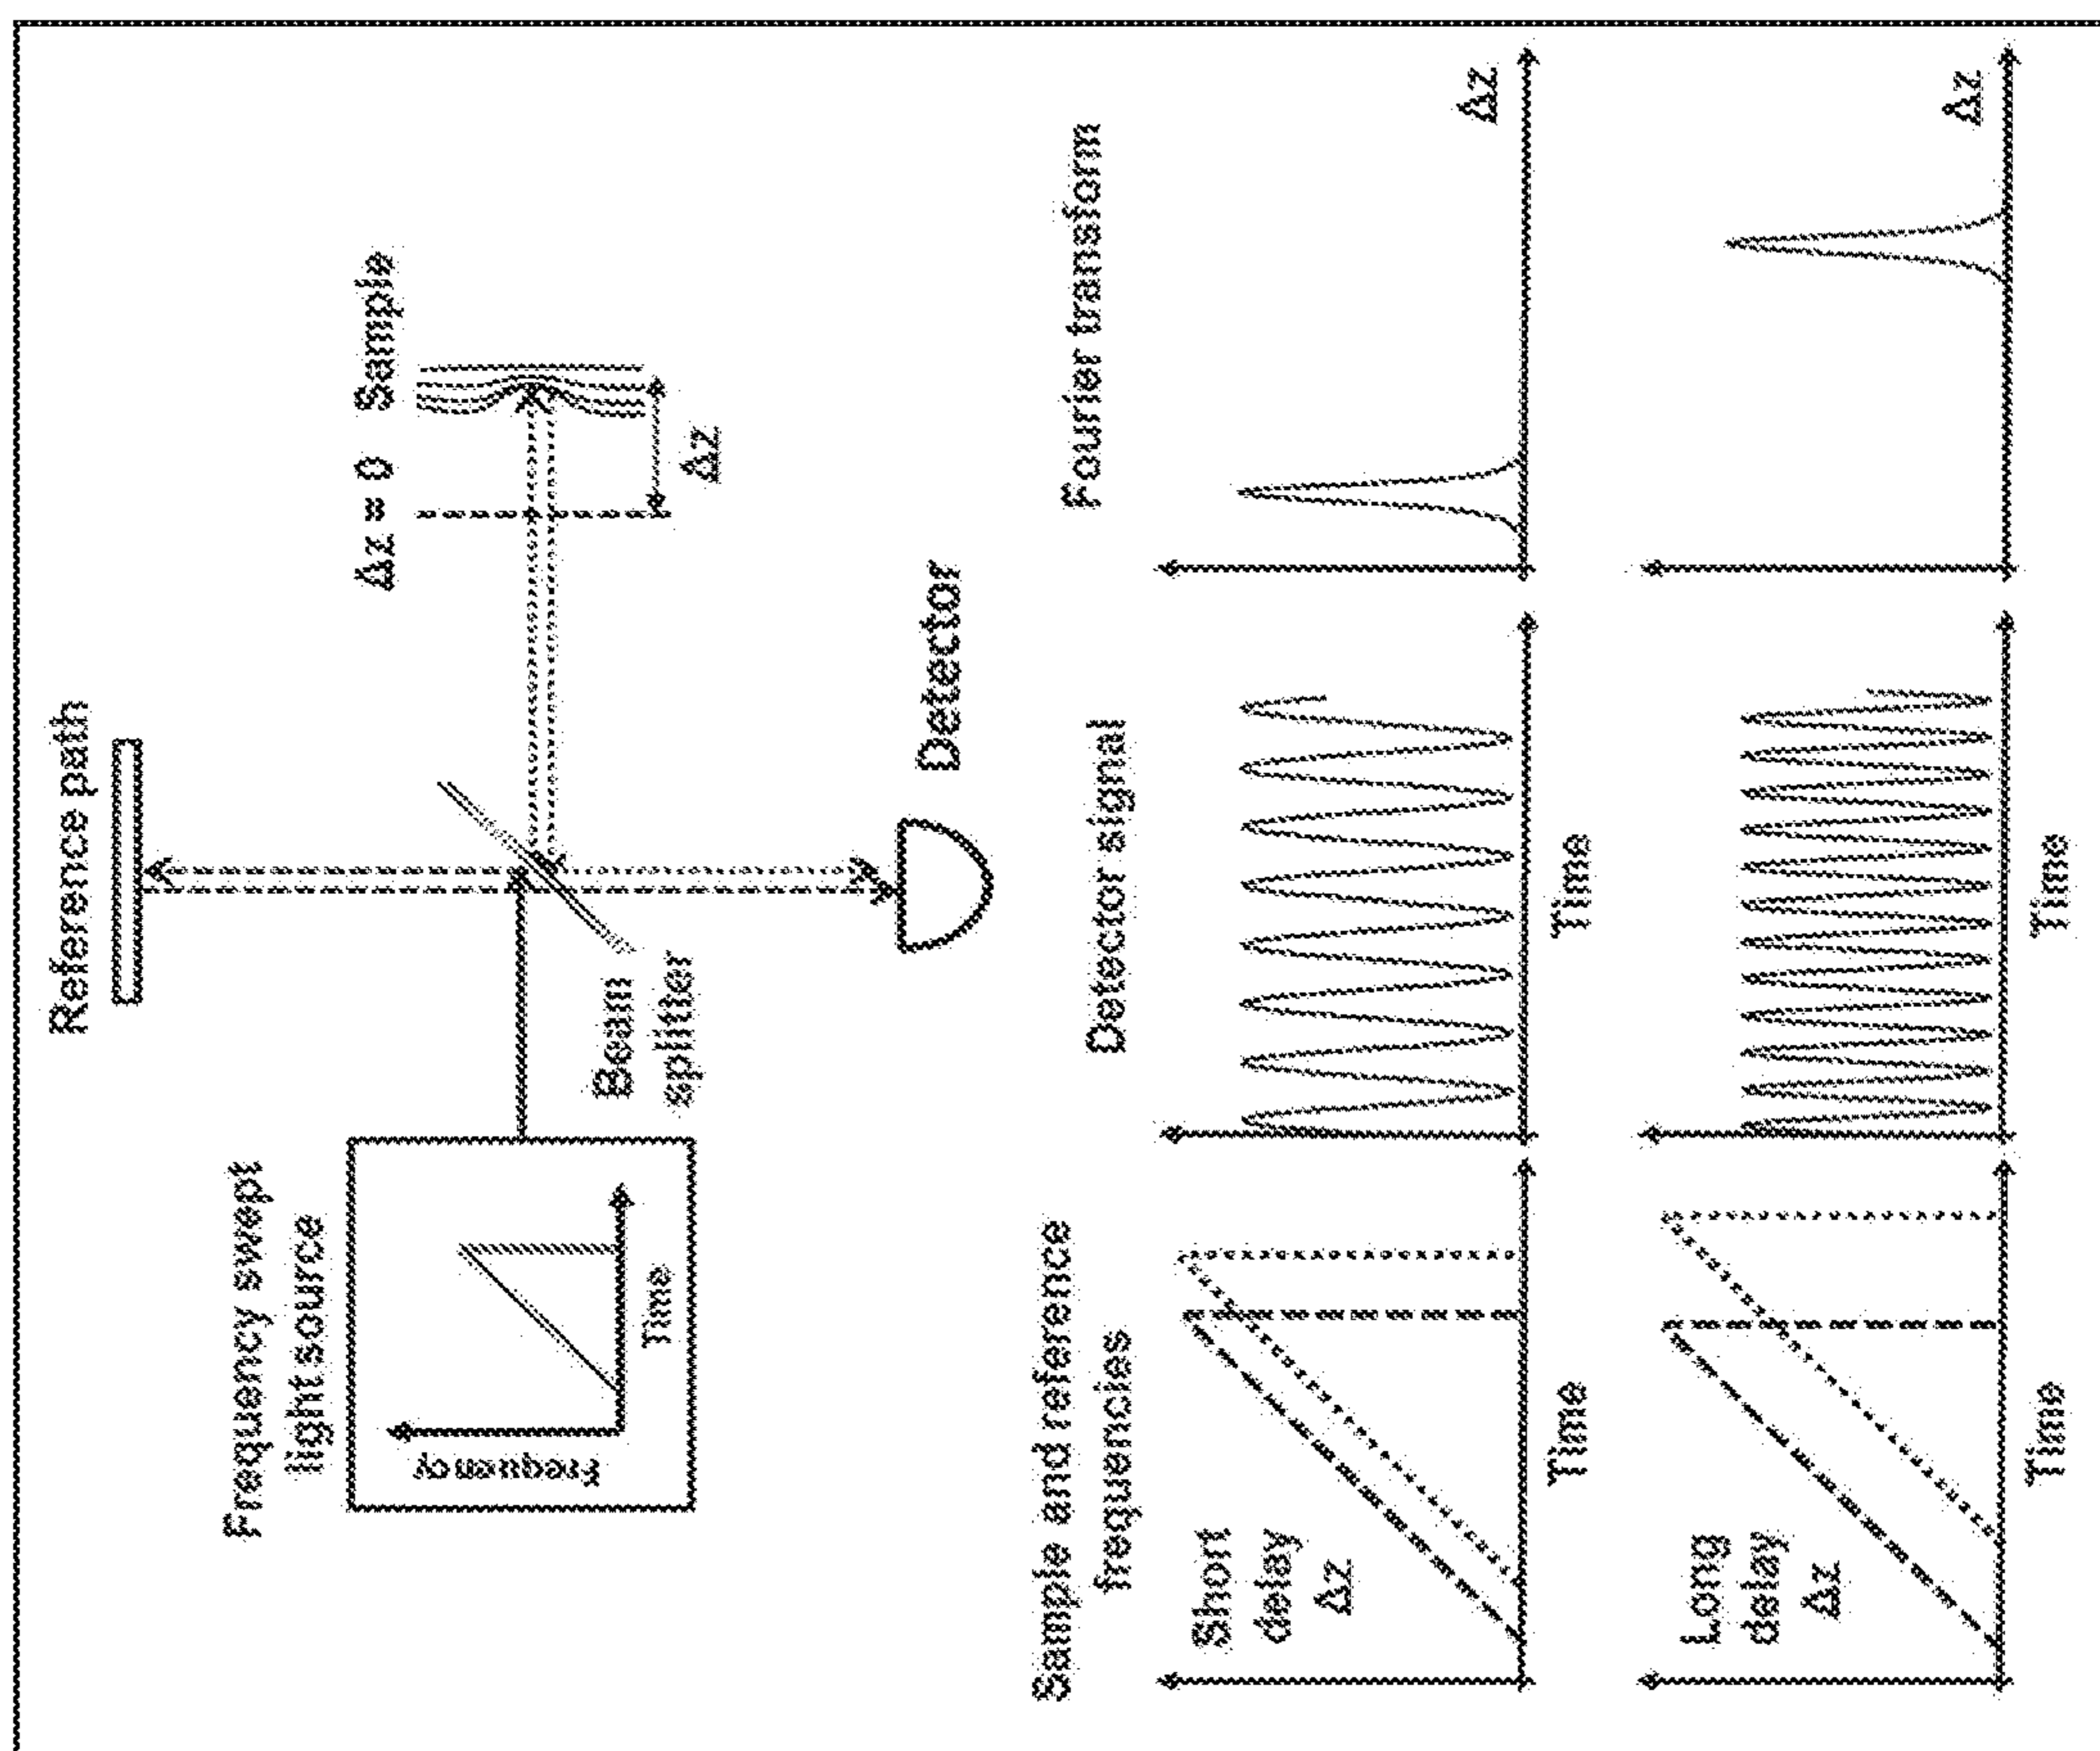 Reference path
Frequency swept
light source
Frequency
Time
Beam
splitter
Δz = 0 Sample
Δz
Detector
Sample and reference
frequencies
Detector signal
Fourier transform
Short
delay
Δz
Time
Time
Δz
Long
delay
Δz
Time
Time
Δz